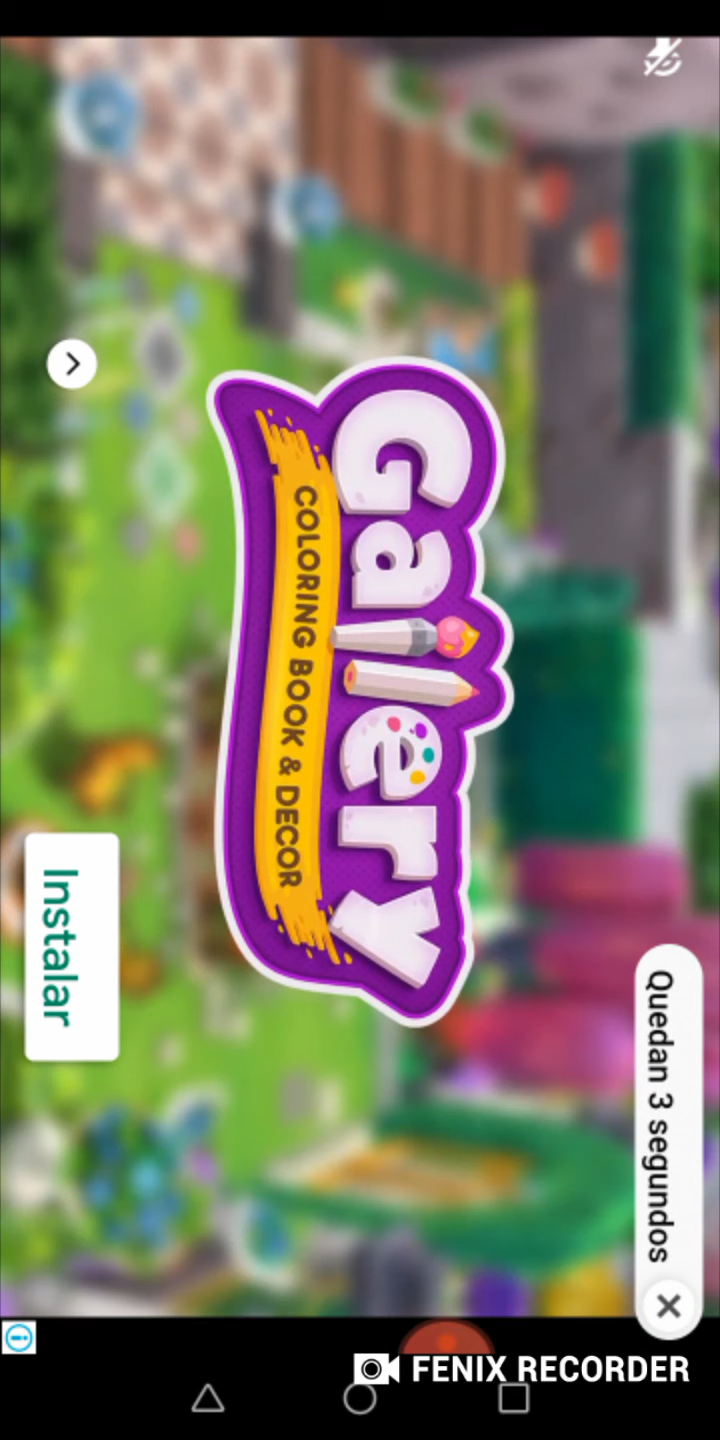 Quedan 3 segundos
Gallery
COLORING BOOK & DECOR
Instalar
FENIX RECORDER